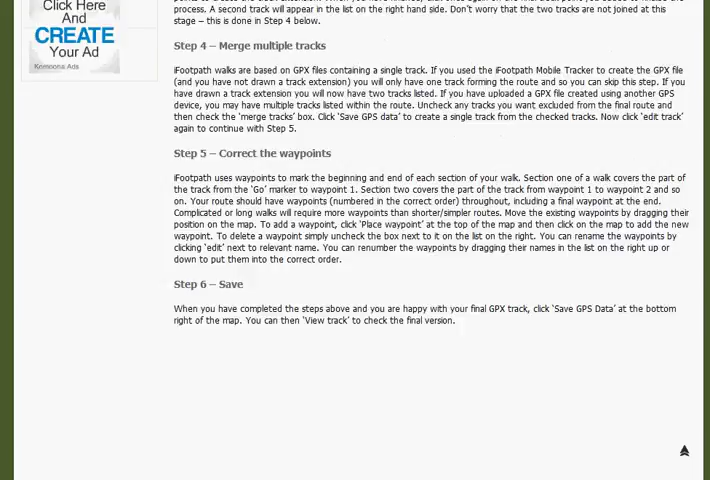 Click Here
And
CREATE
Your Ad
Komoona Ads
process. A second track will appear in the list on the right hand side. Don't worry that the two tracks are not joined at this
stage – this is done in Step 4 below.
Step 4 – Merge multiple tracks
iFootpath walks are based on GPX files containing a single track. If you used the iFootpath Mobile Tracker to create the GPX file
(and you have not drawn a track extension) you will only have one track forming the route and so you can skip this step. If you
have drawn a track extension you will now have two tracks listed. If you have uploaded a GPX file created using another GPS
device, you may have multiple tracks listed within the route. Uncheck any tracks you want excluded from the final route and
then check the 'merge tracks' box. Click 'Save GPS data' to create a single track from the checked tracks. Now click 'edit track'
again to continue with Step 5.
Step 5 – Correct the waypoints
iFootpath uses waypoints to mark the beginning and end of each section of your walk. Section one of a walk covers the part of
the track from the 'Go' marker to waypoint 1. Section two covers the part of the track from waypoint 1 to waypoint 2 and so
on. Your route should have waypoints (numbered in the correct order) throughout, including a final waypoint at the end.
Complicated or long walks will require more waypoints than shorter/simpler routes. Move the existing waypoints by dragging their
position on the map. To add a waypoint, click 'Place waypoint' at the top of the map and then click on the map to add the new
waypoint. To delete a waypoint simply uncheck the box next to it on the list on the right. You can rename the waypoints by
clicking 'edit' next to relevant name. You can renumber the waypoints by dragging their names in the list on the right up or
down to put them into the correct order.
Step 6 – Save
When you have completed the steps above and you are happy with your final GPX track, click 'Save GPS Data' at the bottom
right of the map. You can then 'View track' to check the final version.